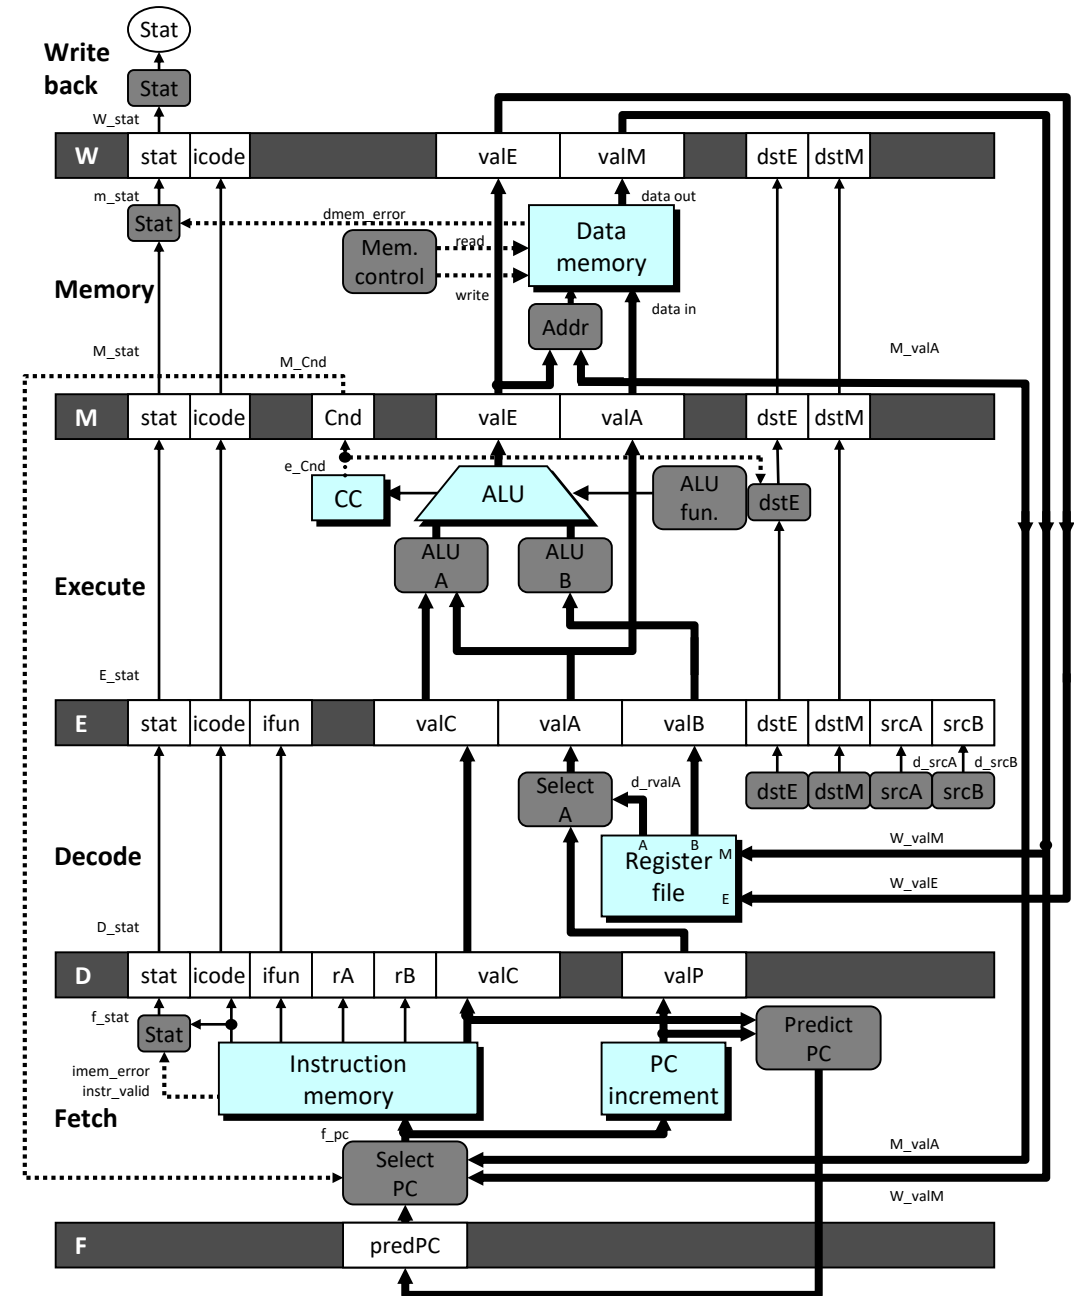 Stat
Write
back
Stat
W_stat
W
stat
icode
valE
valM
dstE
dstM
m_stat
data out
Stat
dmem_error
Data
memory
Mem.
control
read
write
Memory
data in
Addr
M_stat
M_Cnd
M_valA
M
stat
icode
Cnd
valE
valA
dstE
dstM
e_Cnd
CC
ALU
ALU
fun.
dstE
ALU
A
ALU
B
Execute
E_stat
E
stat
icode
ifun
valC
valA
valB
dstE
dstM
srcA
srcB
d_srcA
d_srcB
Select
A
d_rvalA
dstE
dstM
srcA
srcB
A
B
M
E
Register
file
W_valM
W_valE
Decode
D_stat
D
stat
icode
ifun
rA
rB
valC
valP
f_stat
Stat
Predict
PC
Instruction
memory
PC
increment
imem_error
instr_valid
Fetch
f_pc
Select
PC
M_valA
W_valM
F
predPC